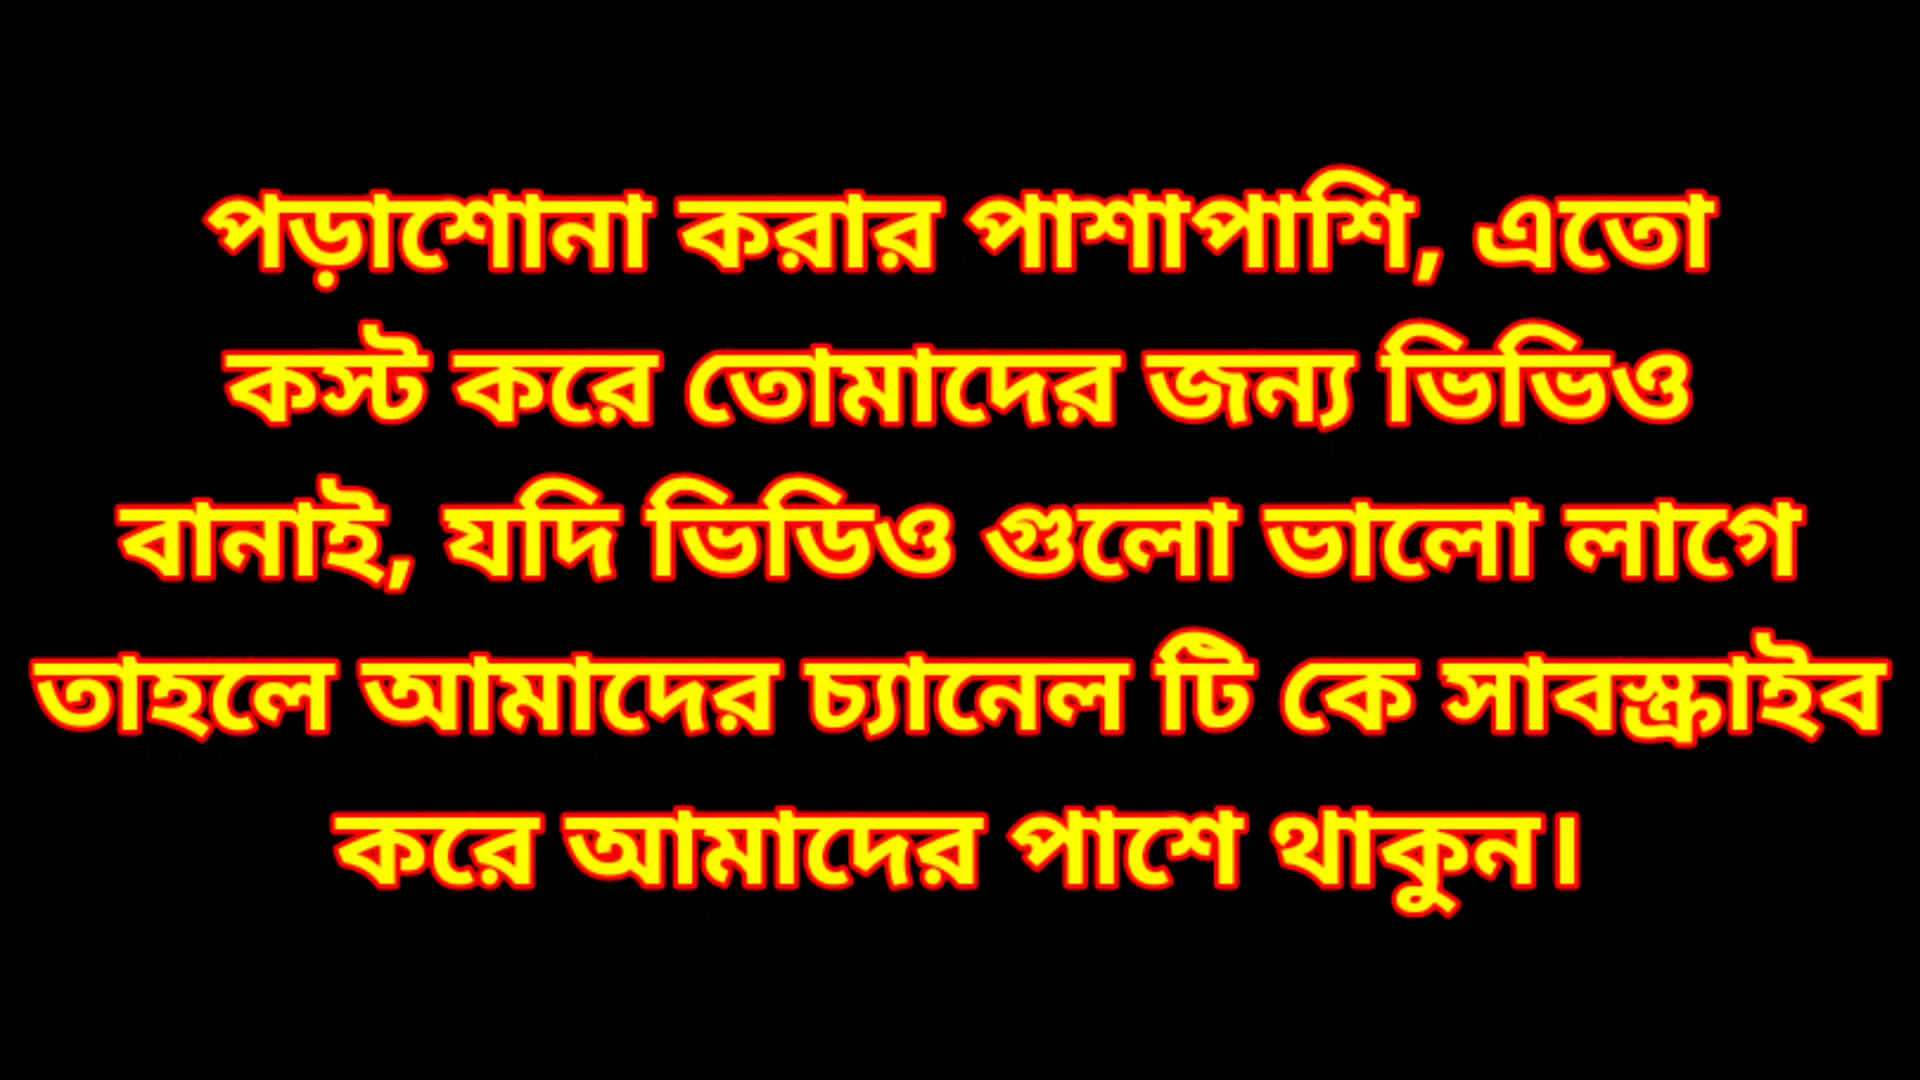 পড়াশোনা করার পাশাপাশি, এতো
কস্ট করে তোমাদের জন্য ভিভিও
বানাই, যদি ভিডিও গুলো ভালো লাগে
তাহলে আমাদের চ্যানেল টি কে সাবস্ক্রাইব
করে আমাদের পাশে থাকুন।